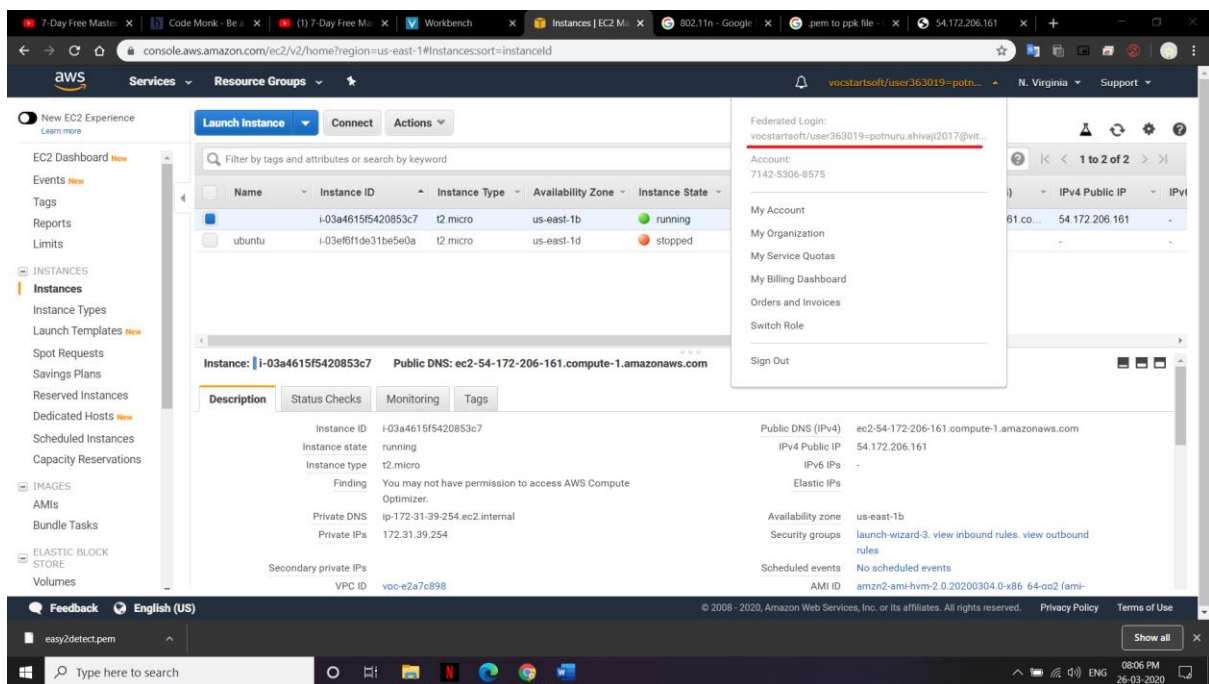 7-Day Free Master
Code Monk - Be a
(1) 7-Day Free Ma
Workbench
Instances | EC2 Ma
802.11n - Google
.pem to ppk file -
54.172.206.161
console.aws.amazon.com/ec2/v2/home?region=us-east-1#Instances:sort=instanceId
aws Services Resource Groups vocstartsoft/user363019=potn... N. Virginia Support
New EC2 Experience
Learn more
EC2 Dashboard New
Events New
Tags
Reports
Limits
INSTANCES
Instances
Instance Types
Launch Templates New
Spot Requests
Savings Plans
Reserved Instances
Dedicated Hosts New
Scheduled Instances
Capacity Reservations
IMAGES
AMIs
Bundle Tasks
ELASTIC BLOCK
STORE
Volumes
Launch Instance Connect Actions
Filter by tags and attributes or search by keyword
1 to 2 of 2
Name Instance ID Instance Type Availability Zone Instance State IPv4 Public IP IPv
i-03a4615f5420853c7 t2.micro us-east-1b running 61.co... 54.172.206.161 -
ubuntu i-03ef6f1de31be5e0a t2.micro us-east-1d stopped - -
Federated Login:
vocstartsoft/user363019=potnuru.shivaji2017@vit...
Account:
7142-5306-8575
My Account
My Organization
My Service Quotas
My Billing Dashboard
Orders and Invoices
Switch Role
Sign Out
Instance: i-03a4615f5420853c7 Public DNS: ec2-54-172-206-161.compute-1.amazonaws.com
Description Status Checks Monitoring Tags
Instance ID i-03a4615f5420853c7
Instance state running
Instance type t2.micro
Finding You may not have permission to access AWS Compute
Optimizer.
Private DNS ip-172-31-39-254.ec2.internal
Private IPs 172.31.39.254
Secondary private IPs
VPC ID vpc-e2a7c898
Public DNS (IPv4) ec2-54-172-206-161.compute-1.amazonaws.com
IPv4 Public IP 54.172.206.161
IPv6 IPs -
Elastic IPs
Availability zone us-east-1b
Security groups launch-wizard-3. view inbound rules. view outbound
rules
Scheduled events No scheduled events
AMI ID amzn2-ami-hvm-2.0.20200304.0-x86_64-gp2 (ami-
Feedback English (US) © 2008 - 2020, Amazon Web Services, Inc. or its affiliates. All rights reserved. Privacy Policy Terms of Use
easy2detect.pem Show all
Type here to search ENG 08:06 PM
26-03-2020